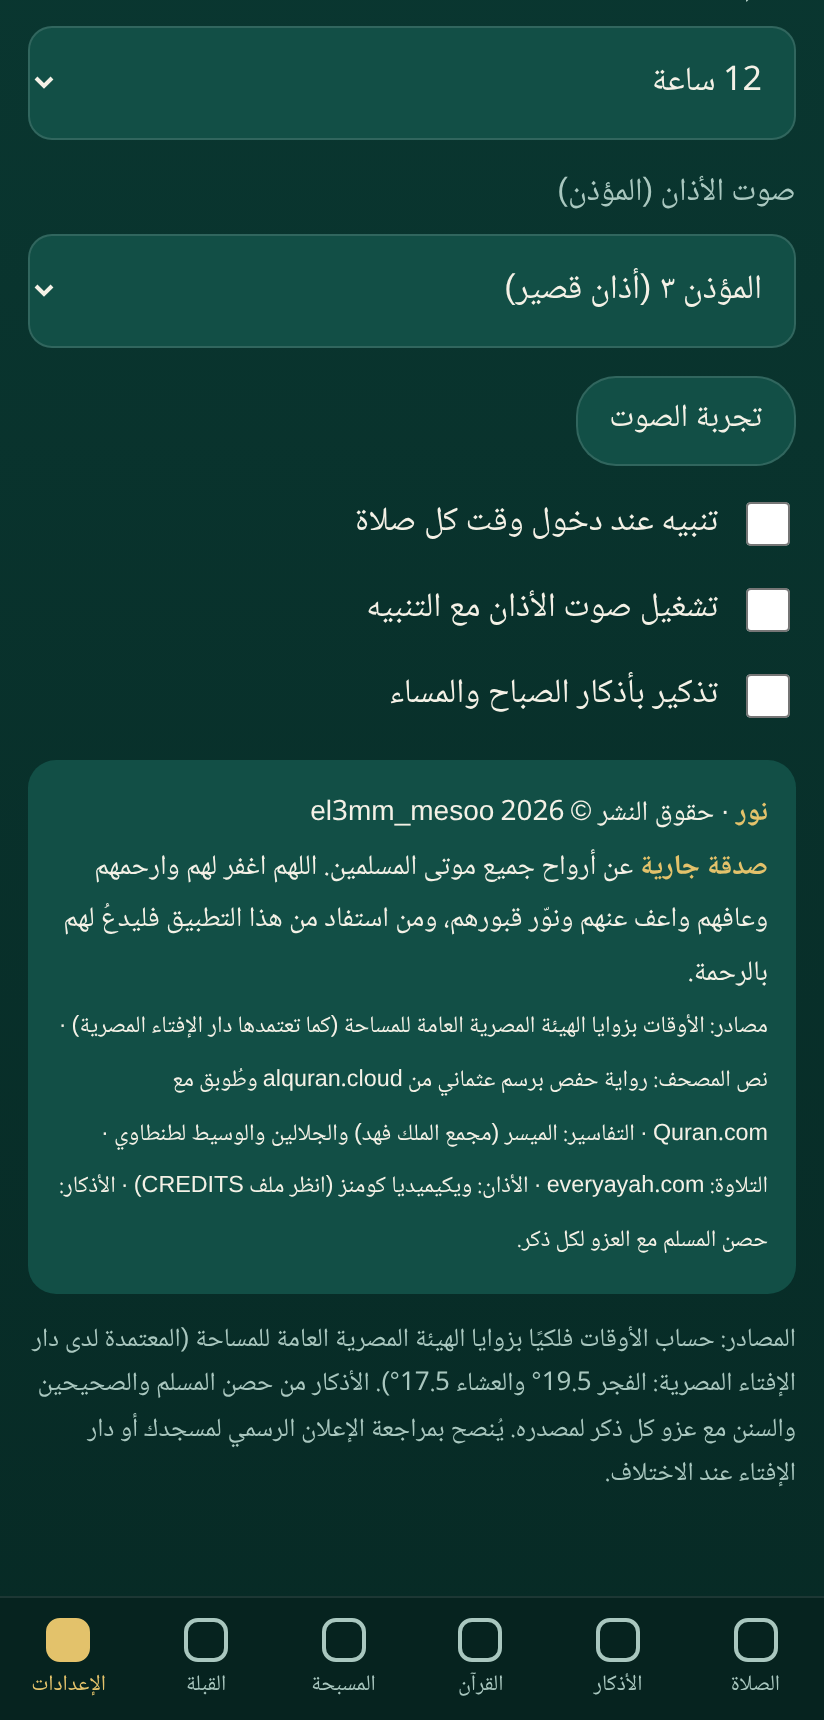 12 ساعة
صوت الأذان (المؤذن)
المؤذن ٣ (أذان قصير)
تجربة الصوت
تنبيه عند دخول وقت كل صلاة
تشغيل صوت الأذان مع التنبيه
تذكير بأذكار الصباح والمساء
نور · حقوق النشر © 2026 el3mm_mesoo
صدقة جارية عن أرواح جميع موتى المسلمين. اللهم اغفر لهم وارحمهم
وعافهم واعف عنهم ونوّر قبورهم، ومن استفاد من هذا التطبيق فليدعُ لهم
بالرحمة.
مصادر: الأوقات بزوايا الهيئة المصرية العامة للمساحة (كما تعتمدها دار الإفتاء المصرية) ·
نص المصحف: رواية حفص برسم عثماني من alquran.cloud وطُوبق مع
Quran.com · التفاسير: الميسر (مجمع الملك فهد) والجلالين والوسيط لطنطاوي ·
التلاوة: everyayah.com · الأذان: ويكيميديا كومنز (انظر ملف CREDITS) · الأذكار:
حصن المسلم مع العزو لكل ذكر.
المصادر: حساب الأوقات فلكيًا بزوايا الهيئة المصرية العامة للمساحة (المعتمدة لدى دار
الإفتاء المصرية: الفجر 19.5° والعشاء 17.5°). الأذكار من حصن المسلم والصحيحين
والسنن مع عزو كل ذكر لمصدره. يُنصح بمراجعة الإعلان الرسمي لمسجدك أو دار
الإفتاء عند الاختلاف.
الصلاة
الأذكار
القرآن
المسبحة
القبلة
الإعدادات